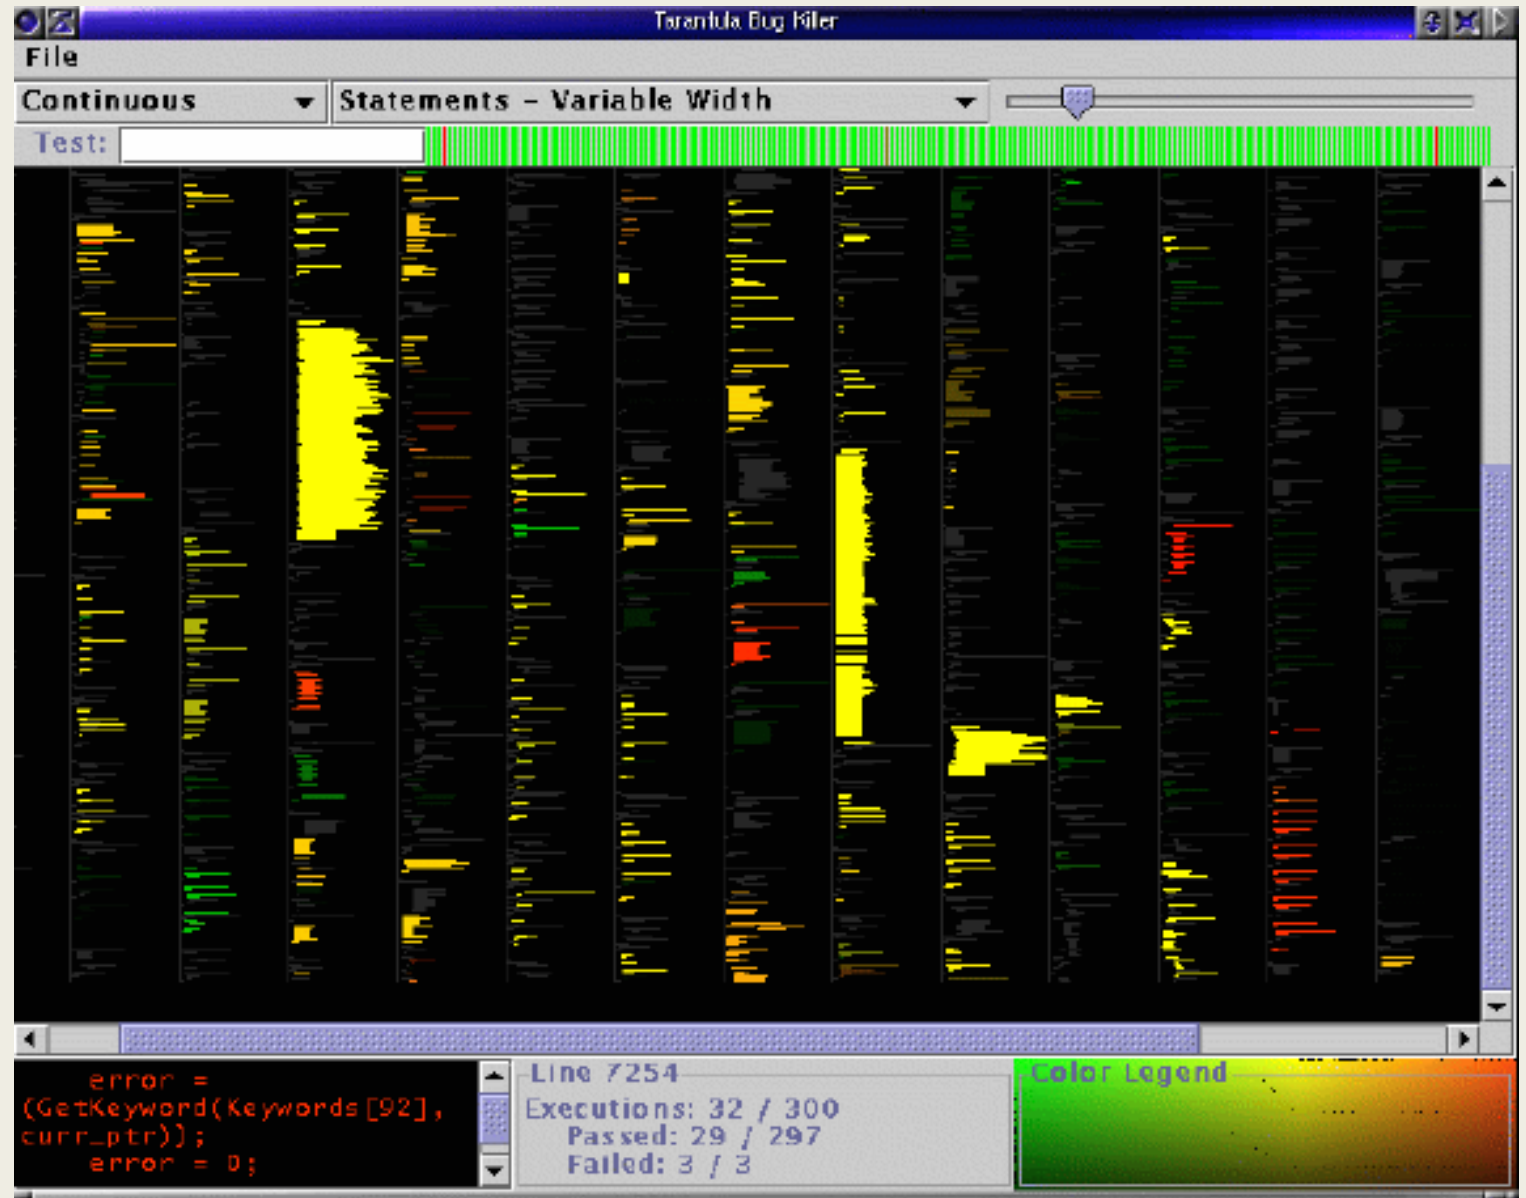 Tarantula Bug Killer
File
Continuous
Statements - Variable Width
Test:
error =
(GetKeyword(Keywords[92],
curr_ptr));
error = 0;
Line 7254
Executions: 32 / 300
Passed: 29 / 297
Failed: 3 / 3
Color Legend